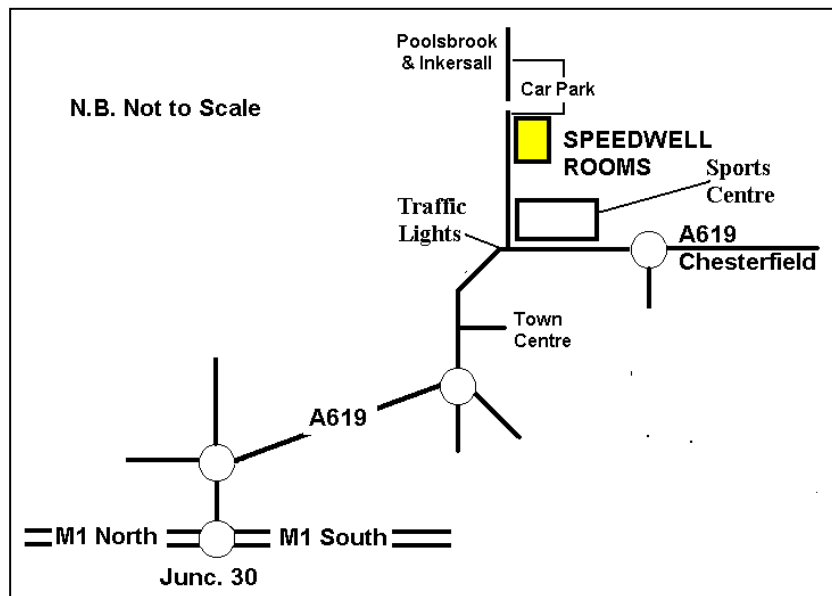 Poolsbrook
& Inkersall
Car Park
N.B. Not to Scale
SPEEDWELL
ROOMS
Sports
Centre
Traffic
Lights
A619
Chesterfield
Town
Centre
A619
M1 North
M1 South
Junc. 30